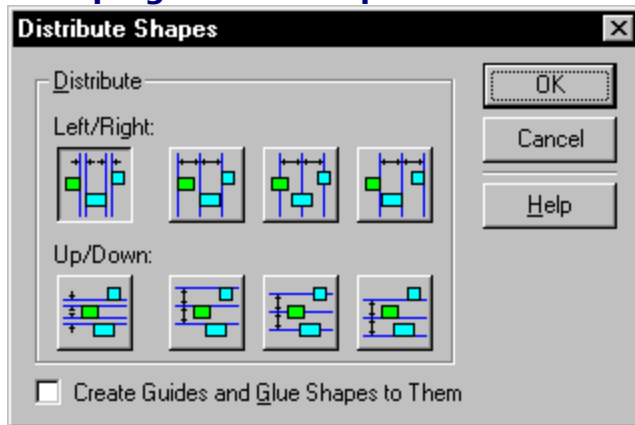 Distribute Shapes
Distribute
OK
Left/Right:
Cancel
Help
Up/Down:
Create Guides and Glue Shapes to Them